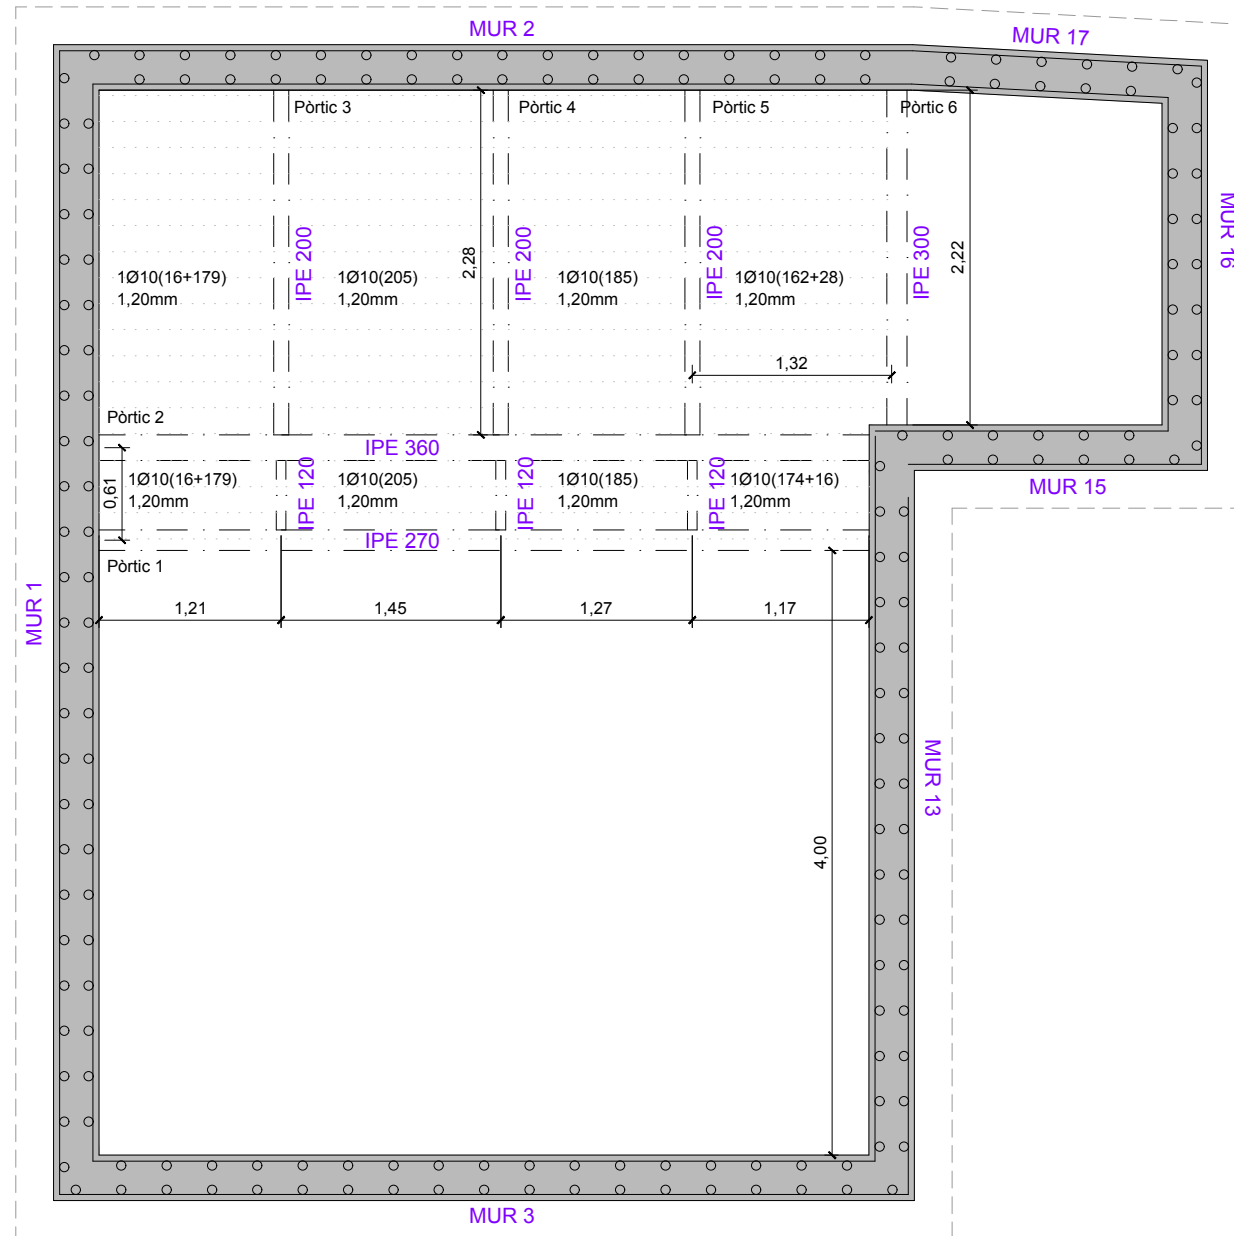 MUR 2
MUR 17
Pòrtic 3
Pòrtic 4
Pòrtic 5
Pòrtic 6
MUR 16
IPE 200
IPE 200
IPE 200
IPE 300
2,28
2,22
1Ø10(16+179)
1,20mm
1Ø10(205)
1,20mm
1Ø10(185)
1,20mm
1Ø10(162+28)
1,20mm
1,32
Pòrtic 2
IPE 360
0,61
1Ø10(16+179)
1,20mm
IPE 120
1Ø10(205)
1,20mm
IPE 120
1Ø10(185)
1,20mm
IPE 120
1Ø10(174+16)
1,20mm
MUR 15
IPE 270
Pòrtic 1
MUR 1
1,21
1,45
1,27
1,17
MUR 13
4,00
MUR 3